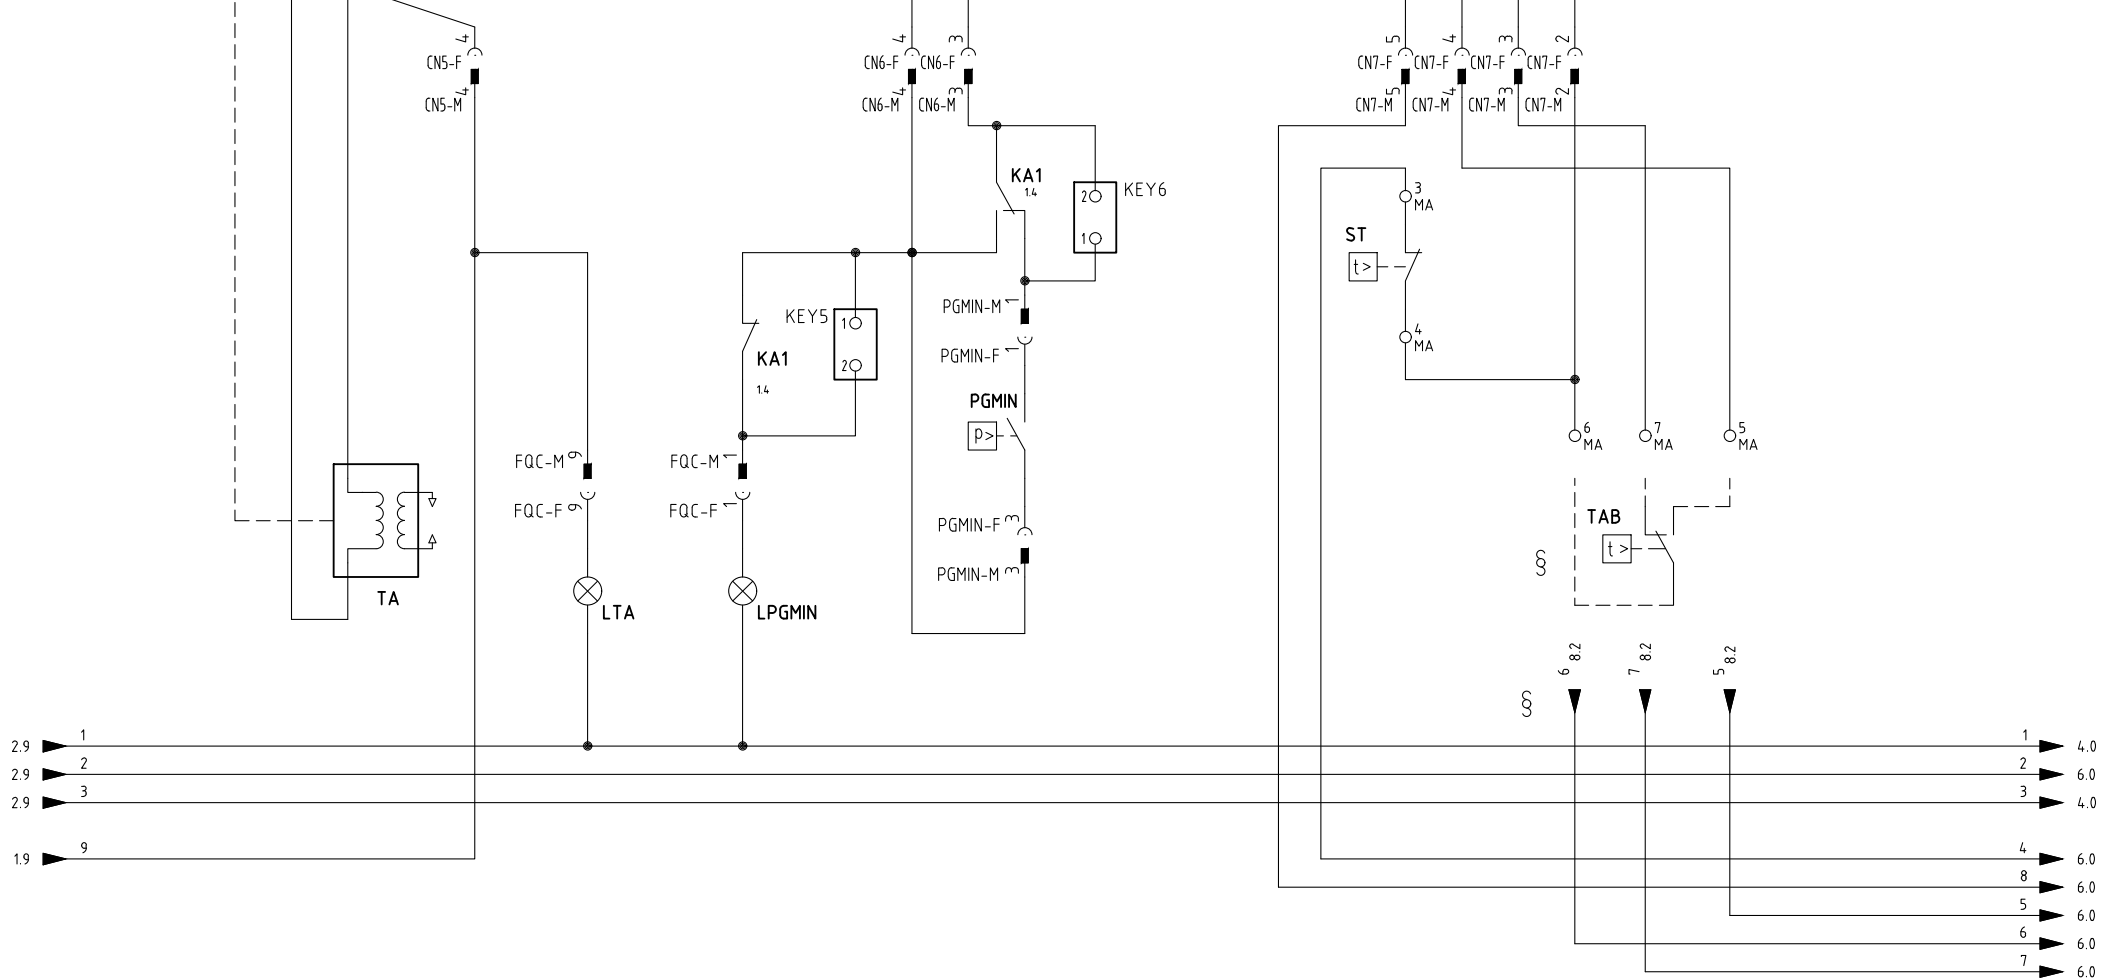 4 4 3 5 4 3 2
CN5-F CN6-F CN6-F CN7-F CN7-F CN7-F CN7-F
4 4 3 5 4 3 2
CN5-M CN6-M CN6-M CN7-M CN7-M CN7-M CN7-M
KA1
1.4
2
1
KEY6
3
MA
ST
t>
4
MA
PGMIN-M 1
PGMIN-F 1
KEY5
1
2
KA1
1.4
PGMIN
p>
6
MA
7
MA
5
MA
FQC-M 9
FQC-F 9
FQC-M 1
FQC-F 1
PGMIN-F 3
PGMIN-M 3
TAB
t>
§
TA
LTA
LPGMIN
6 8.2
7 8.2
5 8.2
§
2.9 1 1 4.0
2.9 2 2 6.0
2.9 3 3 4.0
1.9 9 4 6.0
8 6.0
5 6.0
6 6.0
7 6.0